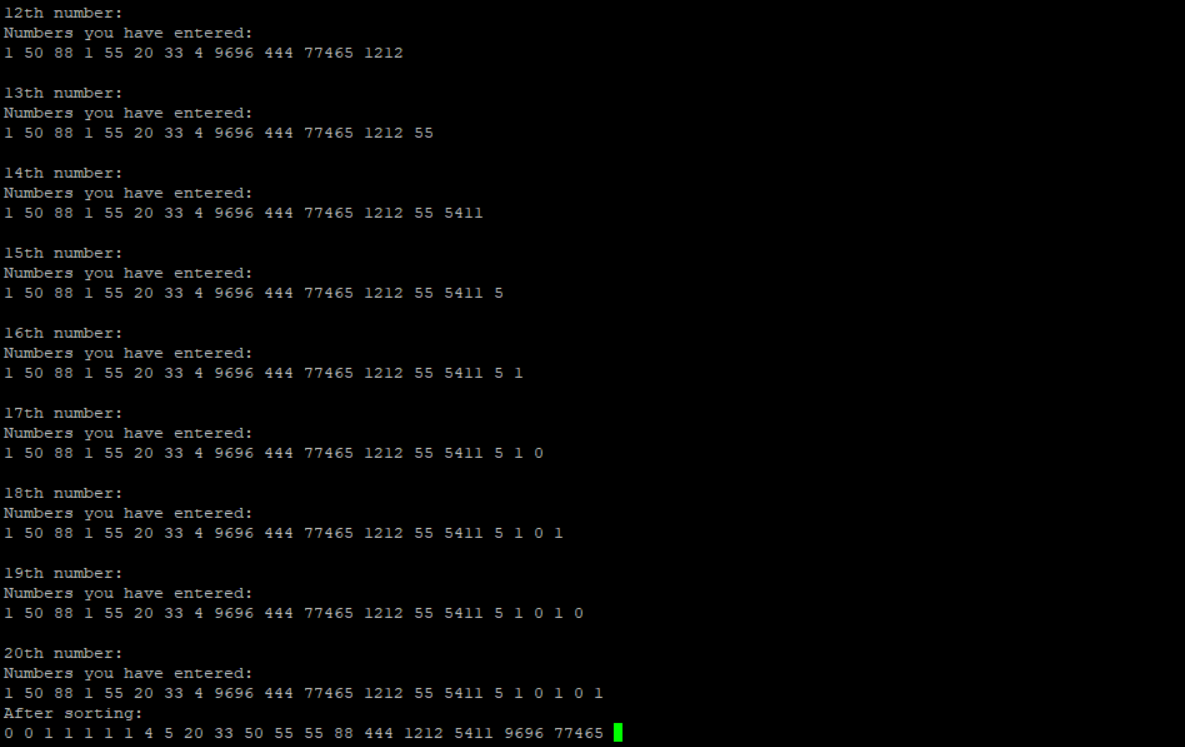 12th number:
Numbers you have entered:
1 50 88 1 55 20 33 4 9696 444 77465 1212
13th number:
Numbers you have entered:
1 50 88 1 55 20 33 4 9696 444 77465 1212 55
14th number:
Numbers you have entered:
1 50 88 1 55 20 33 4 9696 444 77465 1212 55 5411
15th number:
Numbers you have entered:
1 50 88 1 55 20 33 4 9696 444 77465 1212 55 5411 5
16th number:
Numbers you have entered:
1 50 88 1 55 20 33 4 9696 444 77465 1212 55 5411 5 1
17th number:
Numbers you have entered:
1 50 88 1 55 20 33 4 9696 444 77465 1212 55 5411 5 1 0
18th number:
Numbers you have entered:
1 50 88 1 55 20 33 4 9696 444 77465 1212 55 5411 5 1 0 1
19th number:
Numbers you have entered:
1 50 88 1 55 20 33 4 9696 444 77465 1212 55 5411 5 1 0 1 0
20th number:
Numbers you have entered:
1 50 88 1 55 20 33 4 9696 444 77465 1212 55 5411 5 1 0 1 0 1
After sorting:
0 0 1 1 1 1 1 4 5 20 33 50 55 55 88 444 1212 5411 9696 77465